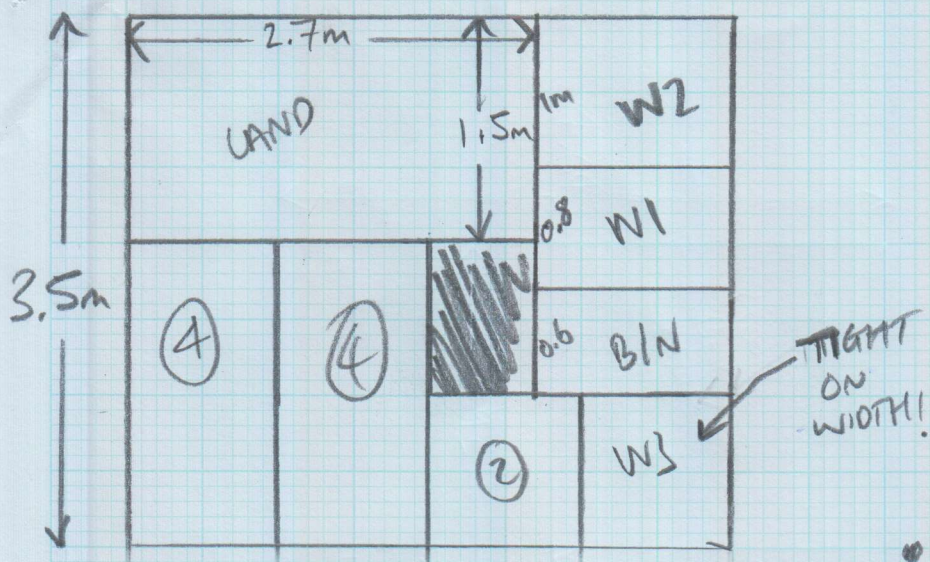 2.7m
LAND
1.5m
1m
W2
0.8
W1
3.5m
4
4
0.6
BIN
TIGHT
ON
WIDTH!
2
W3